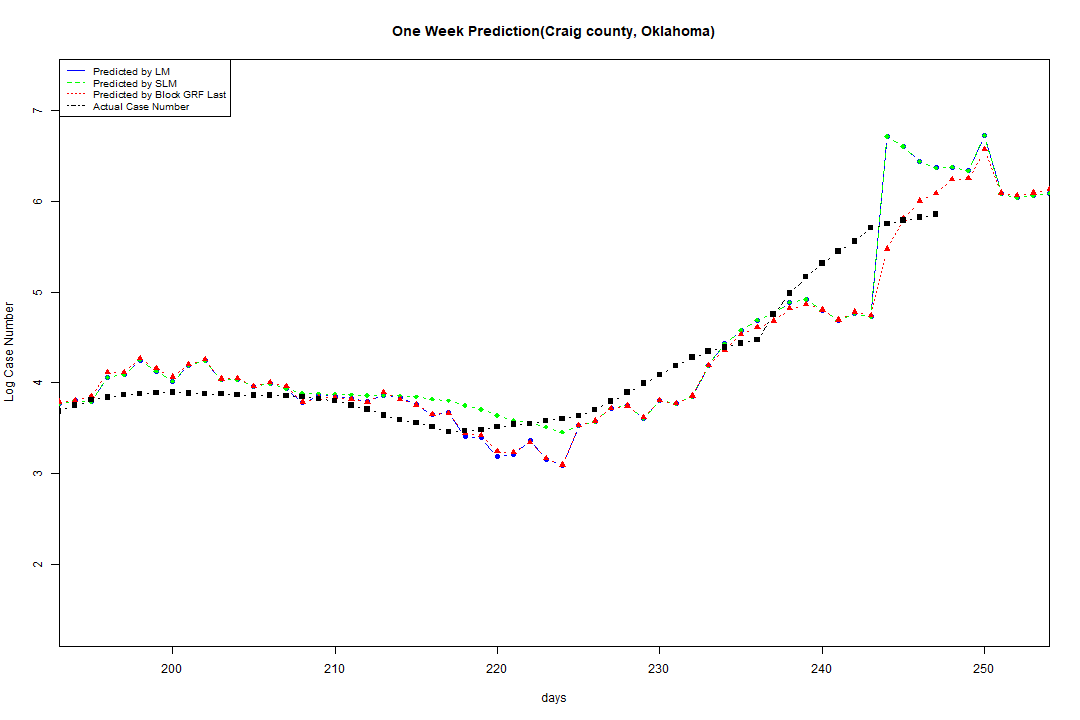 One Week Prediction(Craig county, Oklahoma)
Predicted by LM
Predicted by SLM
Predicted by Block GRF Last
Actual Case Number
7
6
5
4
3
2
Log Case Number
200 210 220 230 240 250
days